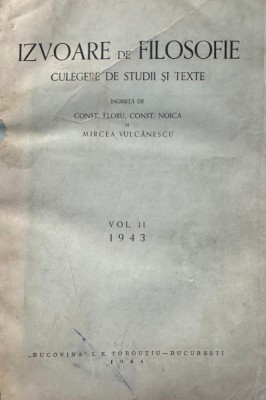 IZVOARE DE FILOSOFIE
CULEGERE DE STUDII ȘI TEXTE
ÎNGRIJITĂ DE
CONST. FLORU, CONST. NOICA
ȘI
MIRCEA VULCĂNESCU
VOL. II
1943
„BUCOVINA" I. E. TOROUȚIU—BUCUREȘTI